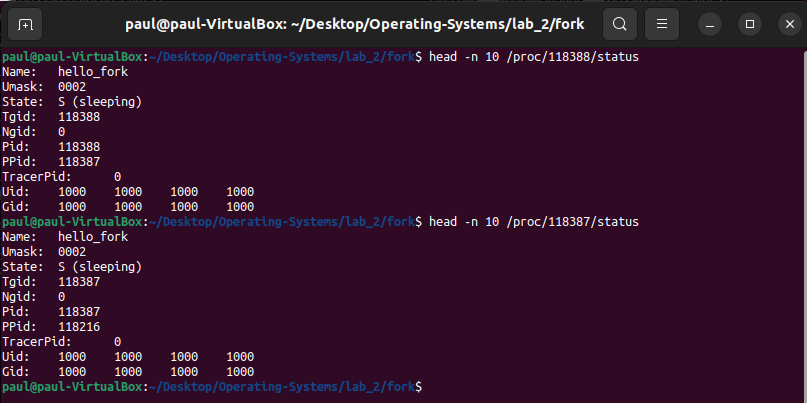 paul@paul-VirtualBox: ~/Desktop/Operating-Systems/lab_2/fork
paul@paul-VirtualBox:~/Desktop/Operating-Systems/lab_2/fork$ head -n 10 /proc/118388/status
Name:	hello_fork
Umask:	0002
State:	S (sleeping)
Tgid:	118388
Ngid:	0
Pid:	118388
PPid:	118387
TracerPid:	0
Uid:	1000	1000	1000	1000
Gid:	1000	1000	1000	1000
paul@paul-VirtualBox:~/Desktop/Operating-Systems/lab_2/fork$ head -n 10 /proc/118387/status
Name:	hello_fork
Umask:	0002
State:	S (sleeping)
Tgid:	118387
Ngid:	0
Pid:	118387
PPid:	118216
TracerPid:	0
Uid:	1000	1000	1000	1000
Gid:	1000	1000	1000	1000
paul@paul-VirtualBox:~/Desktop/Operating-Systems/lab_2/fork$